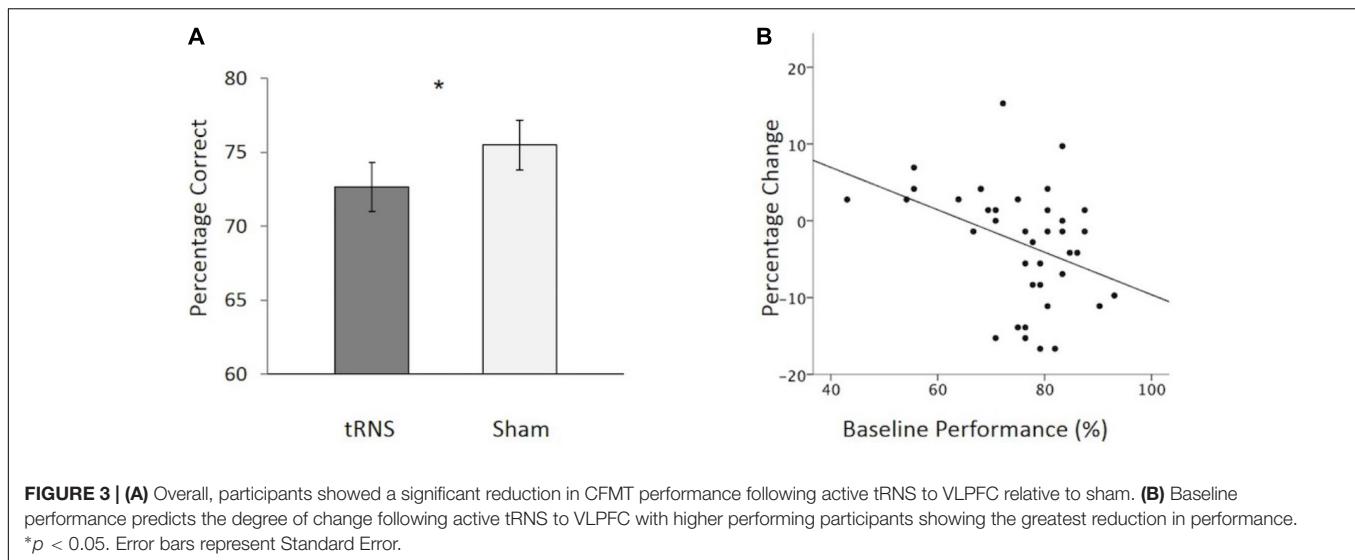 A
B
80
75
70
65
60
Percentage Correct
*
tRNS Sham
20
10
0
−10
−20
Percentage Change
40 60 80 100
Baseline Performance (%)
FIGURE 3 | (A) Overall, participants showed a significant reduction in CFMT performance following active tRNS to VLPFC relative to sham. (B) Baseline
performance predicts the degree of change following active tRNS to VLPFC with higher performing participants showing the greatest reduction in performance.
*p < 0.05. Error bars represent Standard Error.